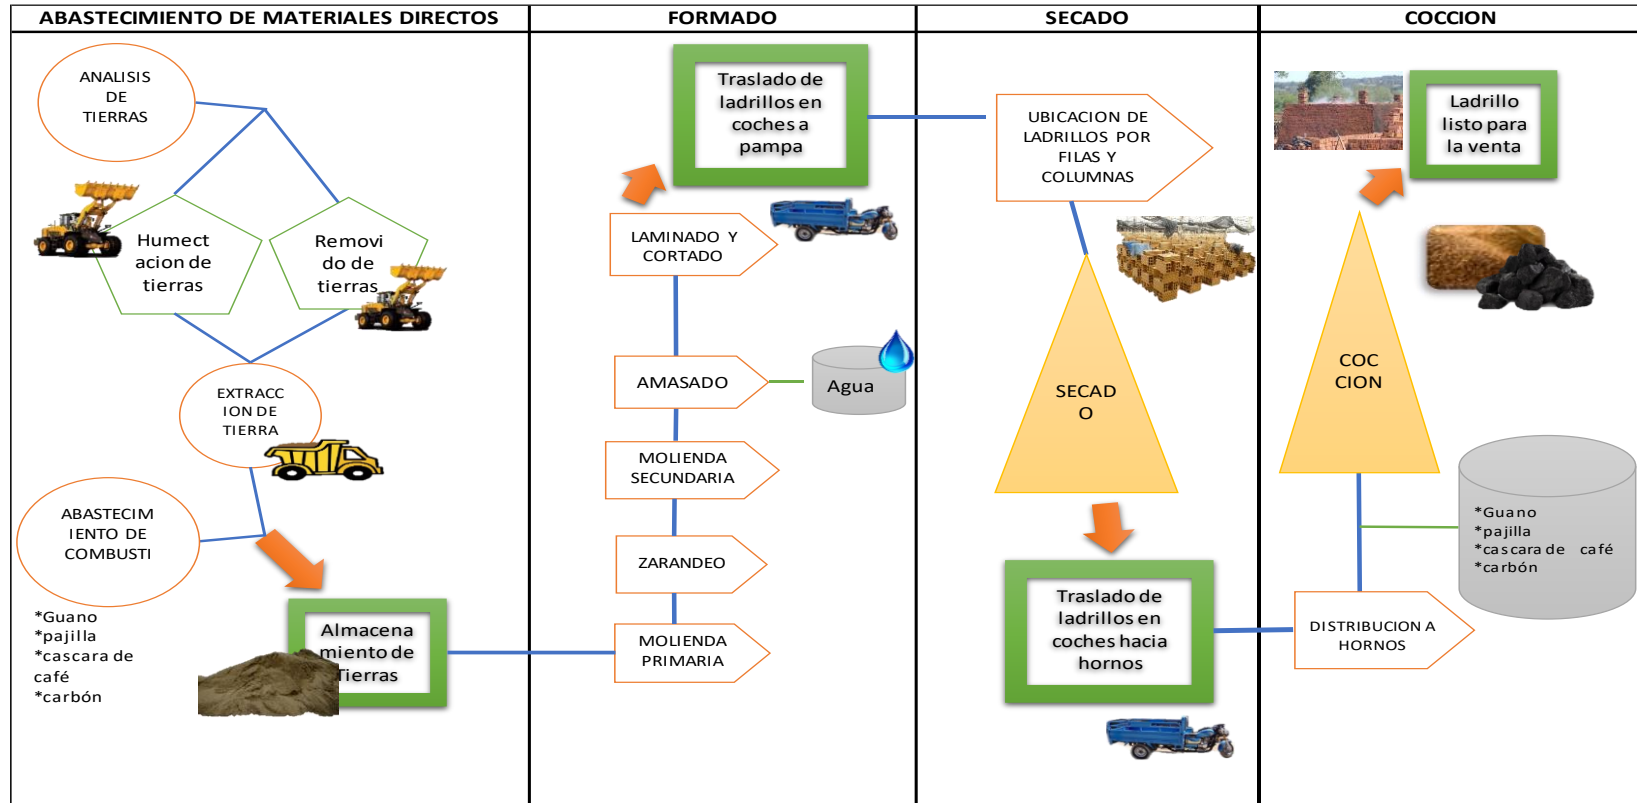 ABASTECIMIENTO DE MATERIALES DIRECTOS
FORMADO
SECADO
COCCION
ANALISIS
DE
TIERRAS
Humect
acion de
tierras
Removi
do de
tierras
EXTRACC
ION DE
TIERRA
ABASTECIM
IENTO DE
COMBUSTI
*Guano
*pajilla
*cascara de
café
*carbón
Almacena
miento de
Tierras
Traslado de
ladrillos en
coches a
pampa
LAMINADO Y
CORTADO
AMASADO
Agua
MOLIENDA
SECUNDARIA
ZARANDEO
MOLIENDA
PRIMARIA
UBICACION DE
LADRILLOS POR
FILAS Y
COLUMNAS
SECAD
O
Traslado de
ladrillos en
coches hacia
hornos
Ladrillo
listo para
la venta
COC
CION
*Guano
*pajilla
*cascara de café
*carbón
DISTRIBUCION A
HORNOS